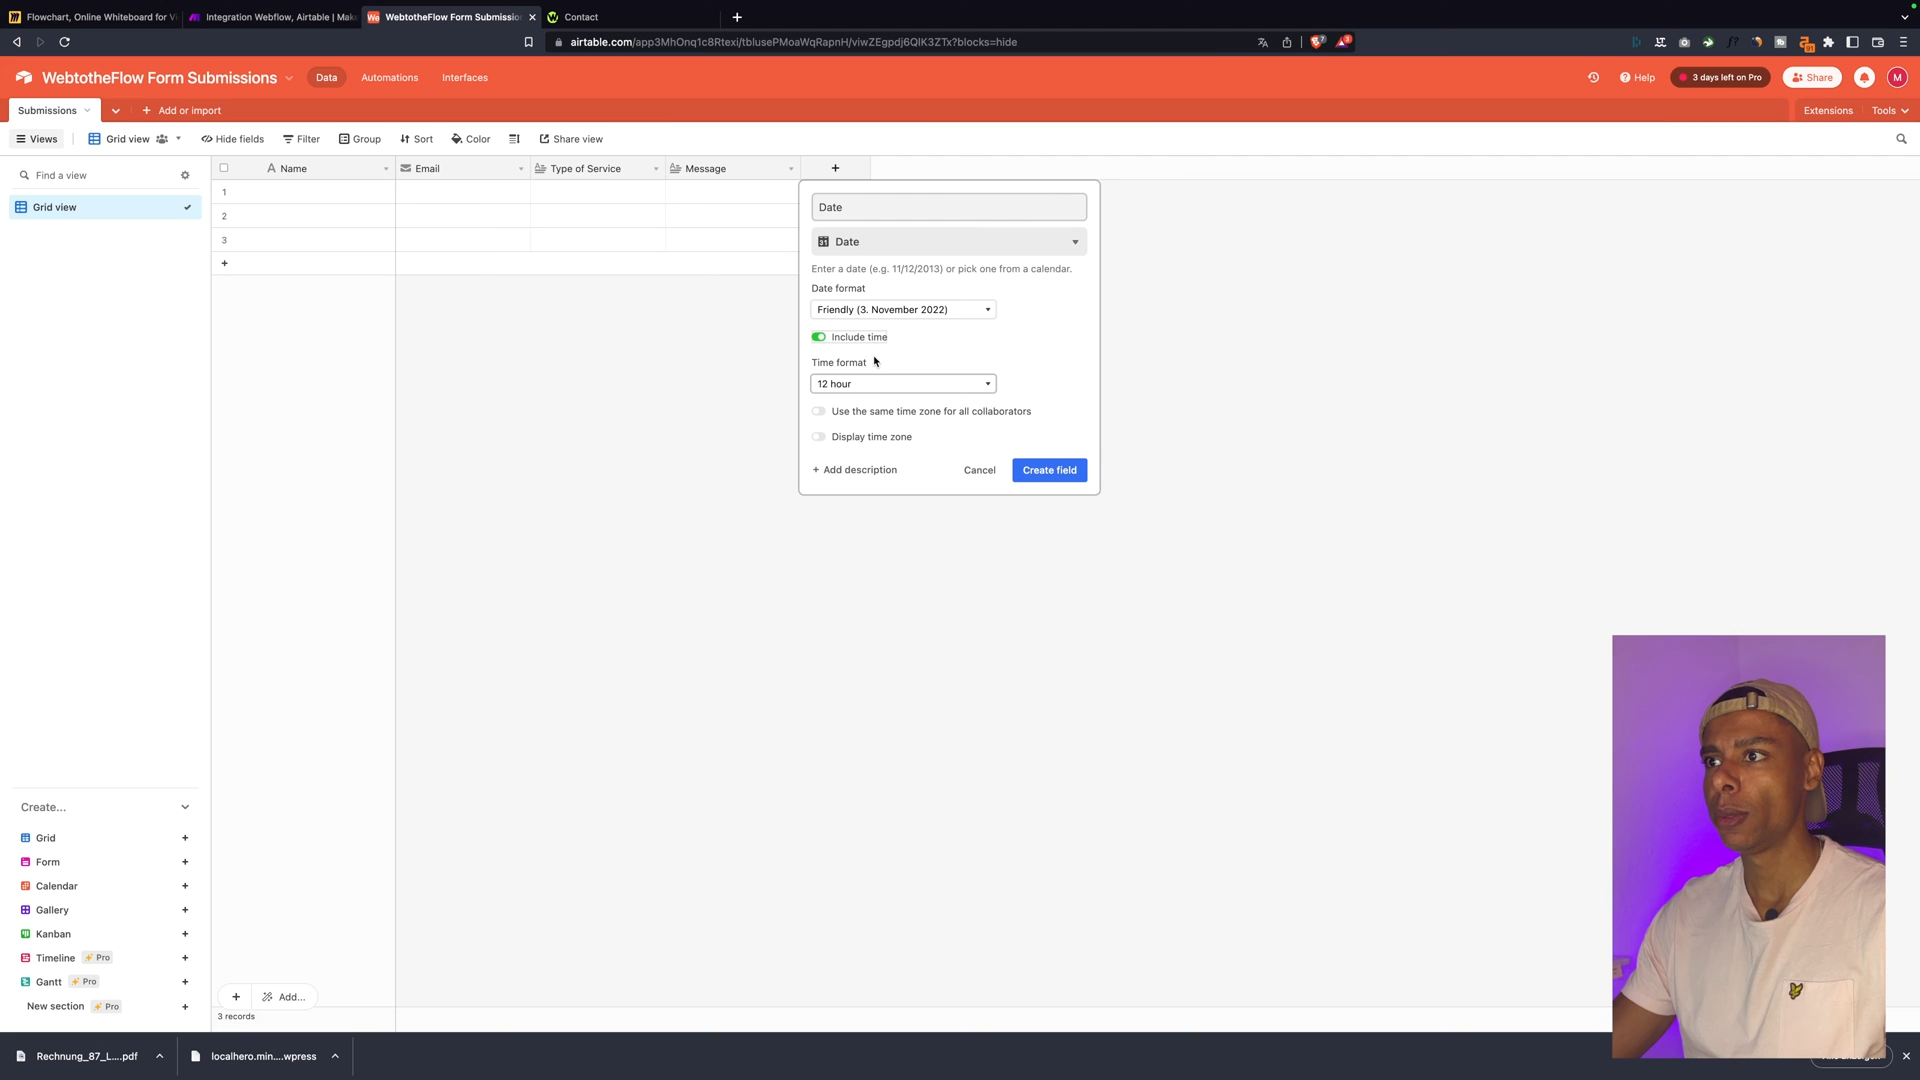 Flowchart, Online Whiteboard for Vi
Integration Webflow, Airtable | Make
WebtotheFlow Form Submissio
Contact
airtable.com/app3MhOnq1c8Rtexi/tblusePMoaWqRapnH/viwZEgpdj6QlK3ZTx?blocks=hide
WebtotheFlow Form Submissions
Data
Automations
Interfaces
Help
3 days left on Pro
Share
M
Submissions
Add or import
Extensions
Tools
Views
Grid view
Hide fields
Filter
Group
Sort
Color
Share view
Find a view
Grid view
Name
Email
Type of Service
Message
1
2
3
Date
Date
Enter a date (e.g. 11/12/2013) or pick one from a calendar.
Date format
Friendly (3. November 2022)
Include time
Time format
12 hour
Use the same time zone for all collaborators
Display time zone
+ Add description
Cancel
Create field
Create...
Grid
Form
Calendar
Gallery
Kanban
Timeline
Pro
Gantt
Pro
New section
Pro
Add...
3 records
Rechnung_87_L....pdf
localhero.min....wpress